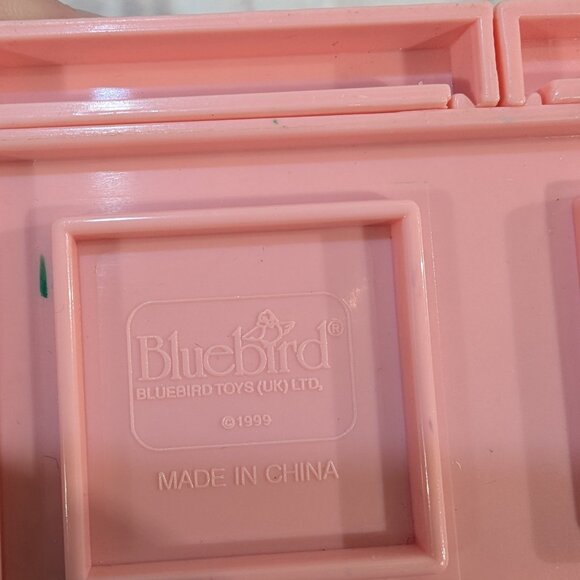 Bluebird®
BLUEBIRD TOYS (UK) LTD,
©1999
MADE IN CHINA